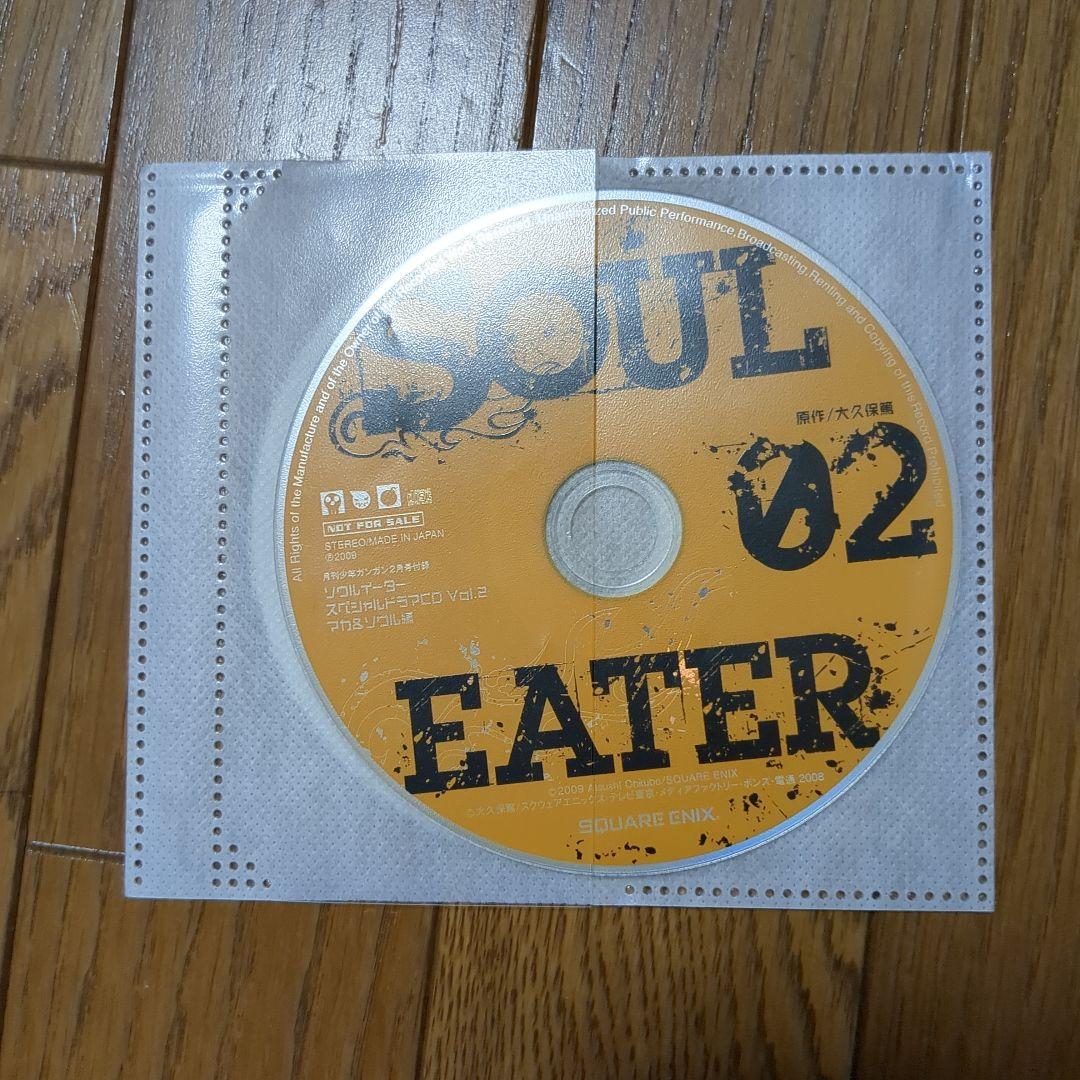 All Rights of the Manufacture and of the Owner
Unauthorized Public Performance,Broadcasting,Renting and Copying of this Record Prohibited
SOUL
原作/大久保篤
02
NOT FOR SALE
STEREO/MADE IN JAPAN
Ⓟ2009
月刊少年ガンガン2月号付録
ソウルイーター
スペシャルドラマCD Vol.2
マカ&ソウル編
EATER
©2009 Atsushi Ohkubo/SQUARE ENIX
©大久保篤/スクウェアエニックス・テレビ東京・メディアファクトリー・ボンズ・電通 2008
SQUARE ENIX.